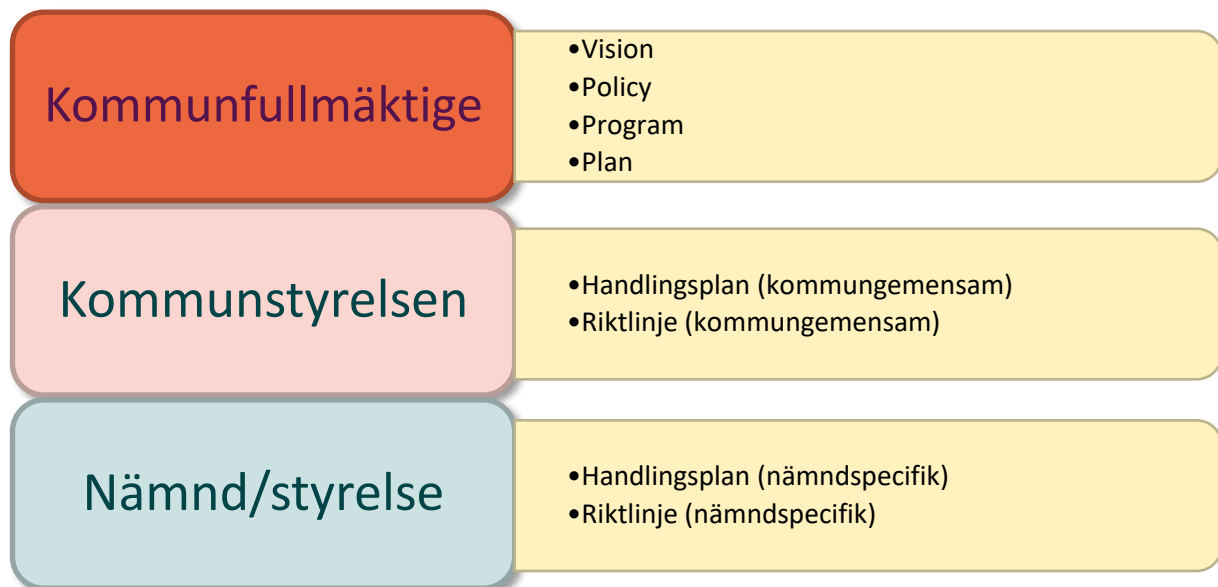 Kommunfullmäktige
•Vision
•Policy
•Program
•Plan
Kommunstyrelsen
•Handlingsplan (kommungemensam)
•Riktlinje (kommungemensam)
Nämnd/styrelse
•Handlingsplan (nämndspecifik)
•Riktlinje (nämndspecifik)